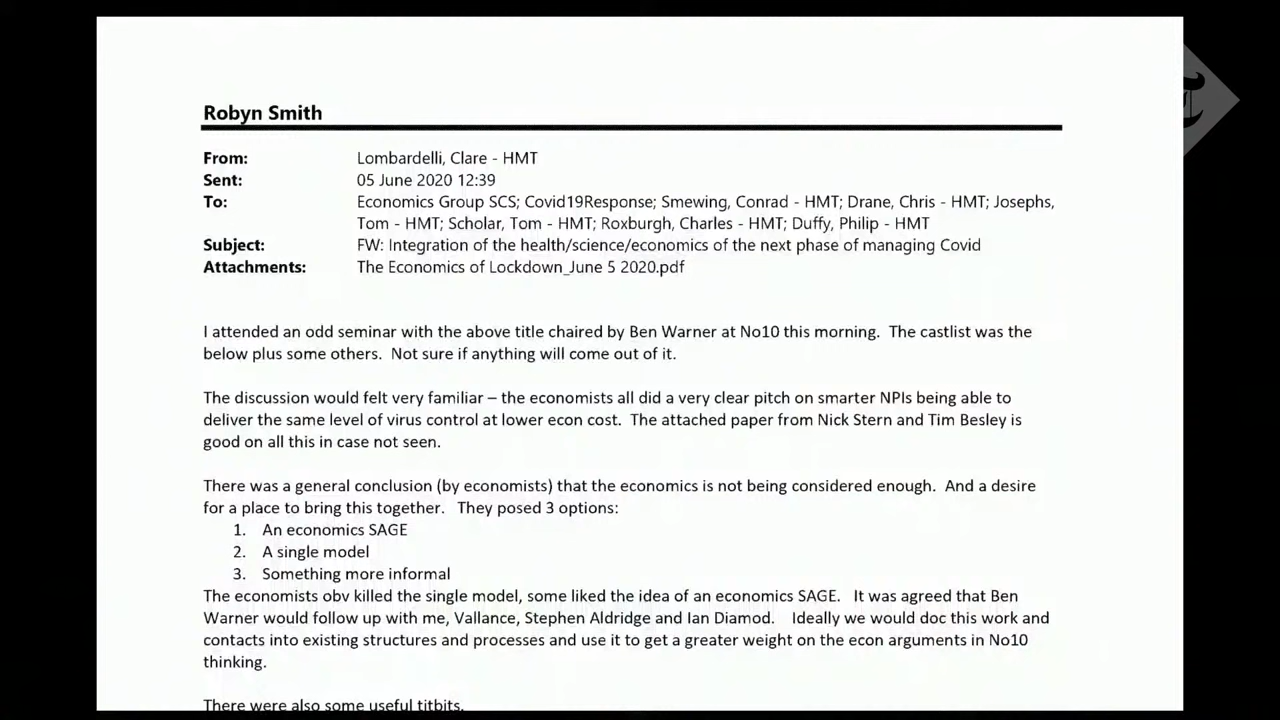 Robyn Smith
From: Lombardelli, Clare - HMT
Sent: 05 June 2020 12:39
To: Economics Group SCS; Covid19Response; Smewing, Conrad - HMT; Drane, Chris - HMT; Josephs,
Tom - HMT; Scholar, Tom - HMT; Roxburgh, Charles - HMT; Duffy, Philip - HMT
Subject: FW: Integration of the health/science/economics of the next phase of managing Covid
Attachments: The Economics of Lockdown_June 5 2020.pdf
I attended an odd seminar with the above title chaired by Ben Warner at No10 this morning. The castlist was the
below plus some others. Not sure if anything will come out of it.
The discussion would felt very familiar – the economists all did a very clear pitch on smarter NPIs being able to
deliver the same level of virus control at lower econ cost. The attached paper from Nick Stern and Tim Besley is
good on all this in case not seen.
There was a general conclusion (by economists) that the economics is not being considered enough. And a desire
for a place to bring this together. They posed 3 options:
1. An economics SAGE
2. A single model
3. Something more informal
The economists obv killed the single model, some liked the idea of an economics SAGE. It was agreed that Ben
Warner would follow up with me, Vallance, Stephen Aldridge and Ian Diamod. Ideally we would doc this work and
contacts into existing structures and processes and use it to get a greater weight on the econ arguments in No10
thinking.
There were also some useful titbits.